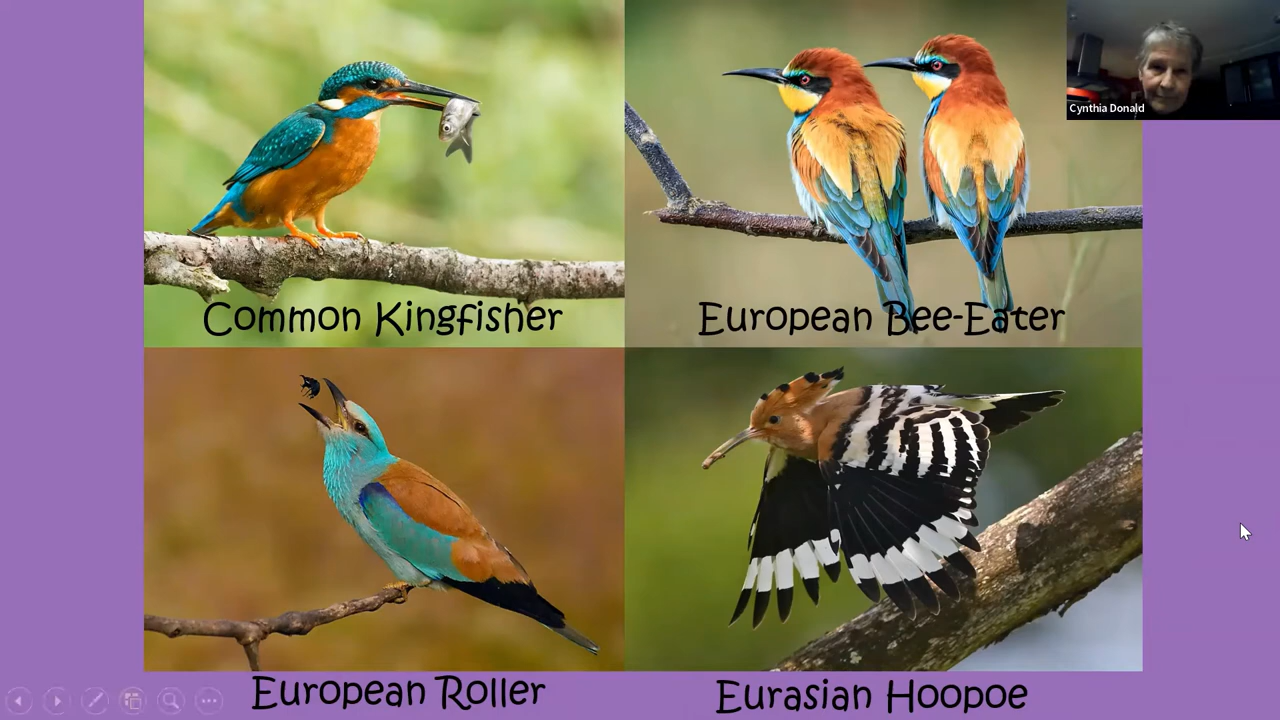 Cynthia Donald
Common Kingfisher
European Bee-Eater
European Roller
Eurasian Hoopoe